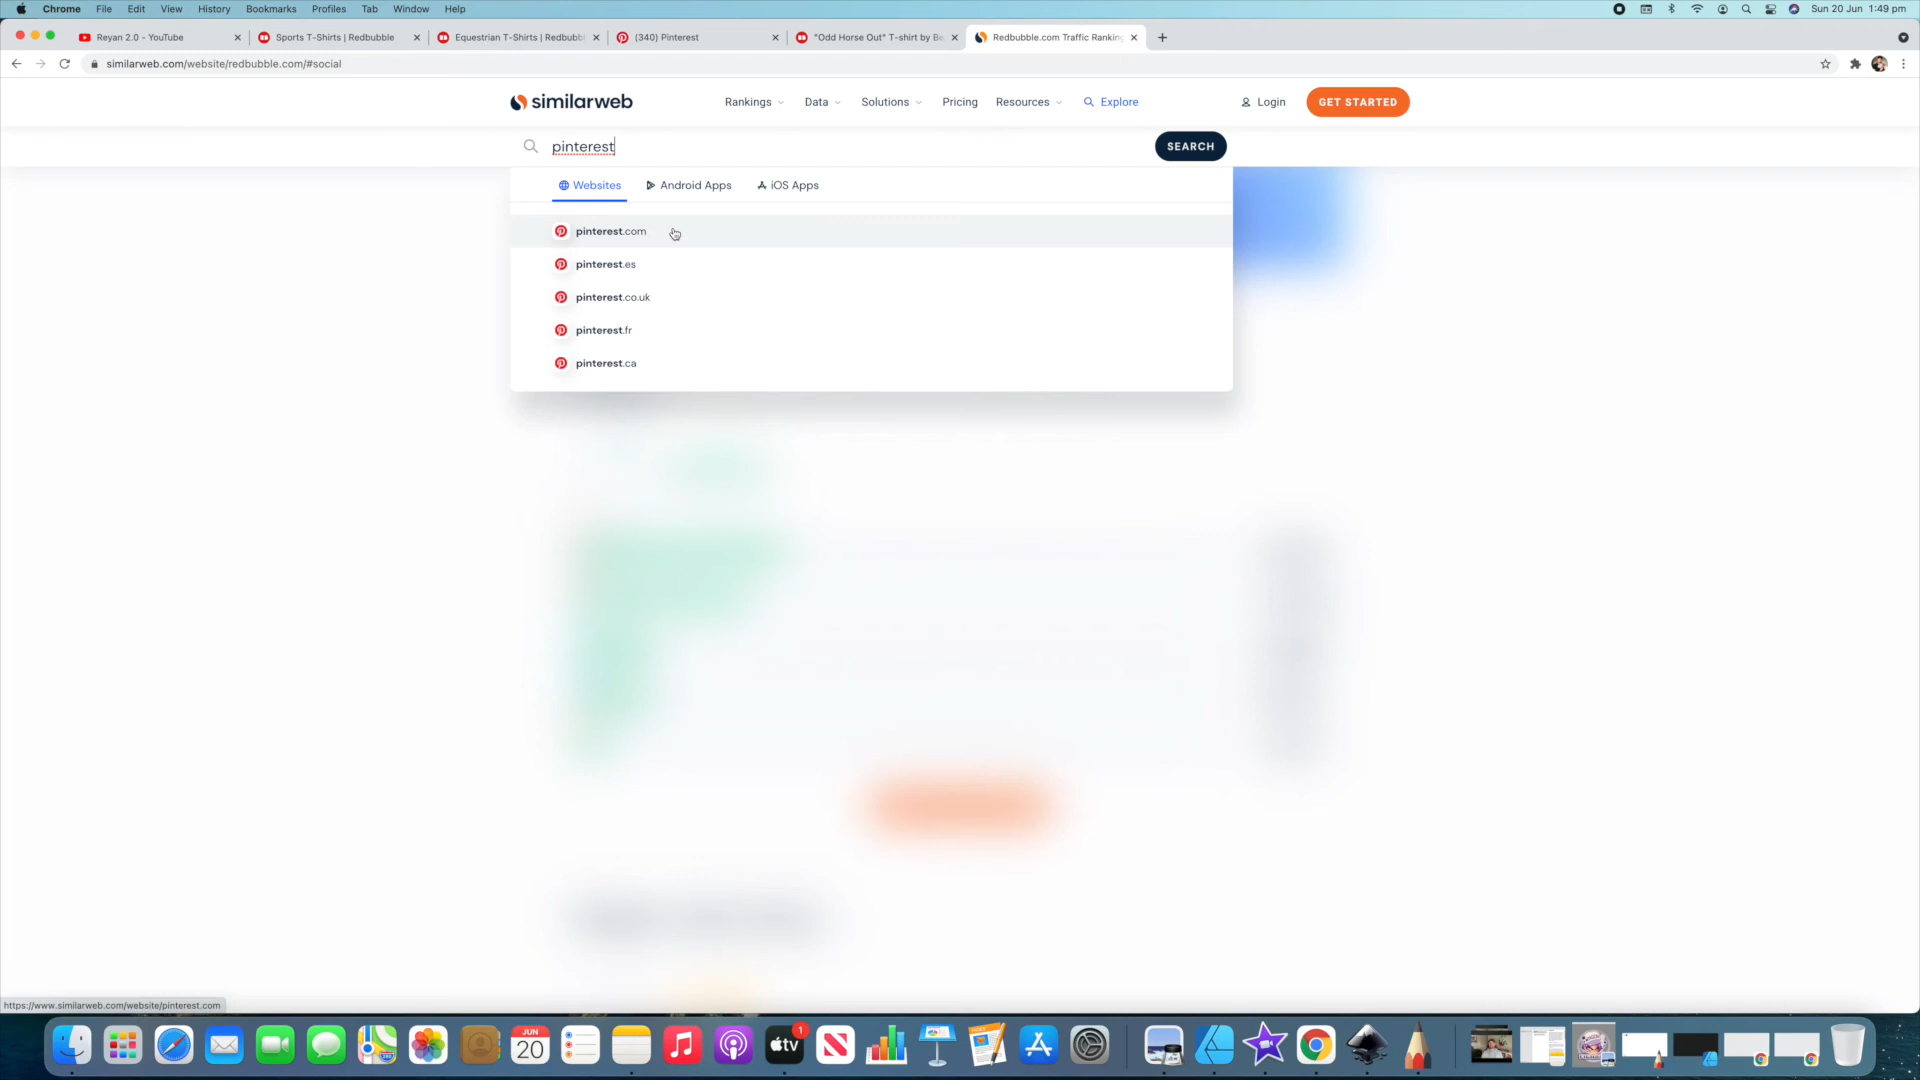 Chrome File Edit View History Bookmarks Profiles Tab Window Help Sun 20 Jun 1:49 pm
Reyan 2.0 - YouTube Sports T-Shirts | Redbubble Equestrian T-Shirts | Redbubbl (340) Pinterest "Odd Horse Out" T-shirt by Be Redbubble.com Traffic Ranking
similarweb.com/website/redbubble.com/#social
similarweb Rankings Data Solutions Pricing Resources Explore Login GET STARTED
pinterest SEARCH
Websites Android Apps iOS Apps
pinterest.com
pinterest.es
pinterest.co.uk
pinterest.fr
pinterest.ca
https://www.similarweb.com/website/pinterest.com
JUN
20
tv
1